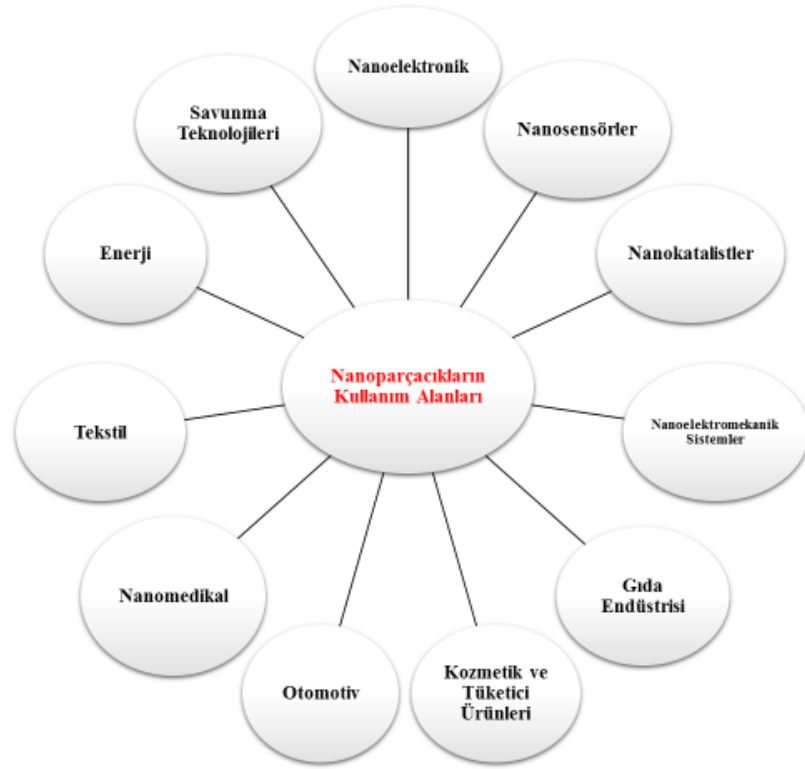 Nanoelektronik
Savunma
Teknolojileri
Nanosensörler
Enerji
Nanokatalistler
Nanoparçacıkların
Kullanım Alanları
Tekstil
Nanoelektromekanik
Sistemler
Nanomedikal
Gıda
Endüstrisi
Otomotiv
Kozmetik ve
Tüketici
Ürünleri